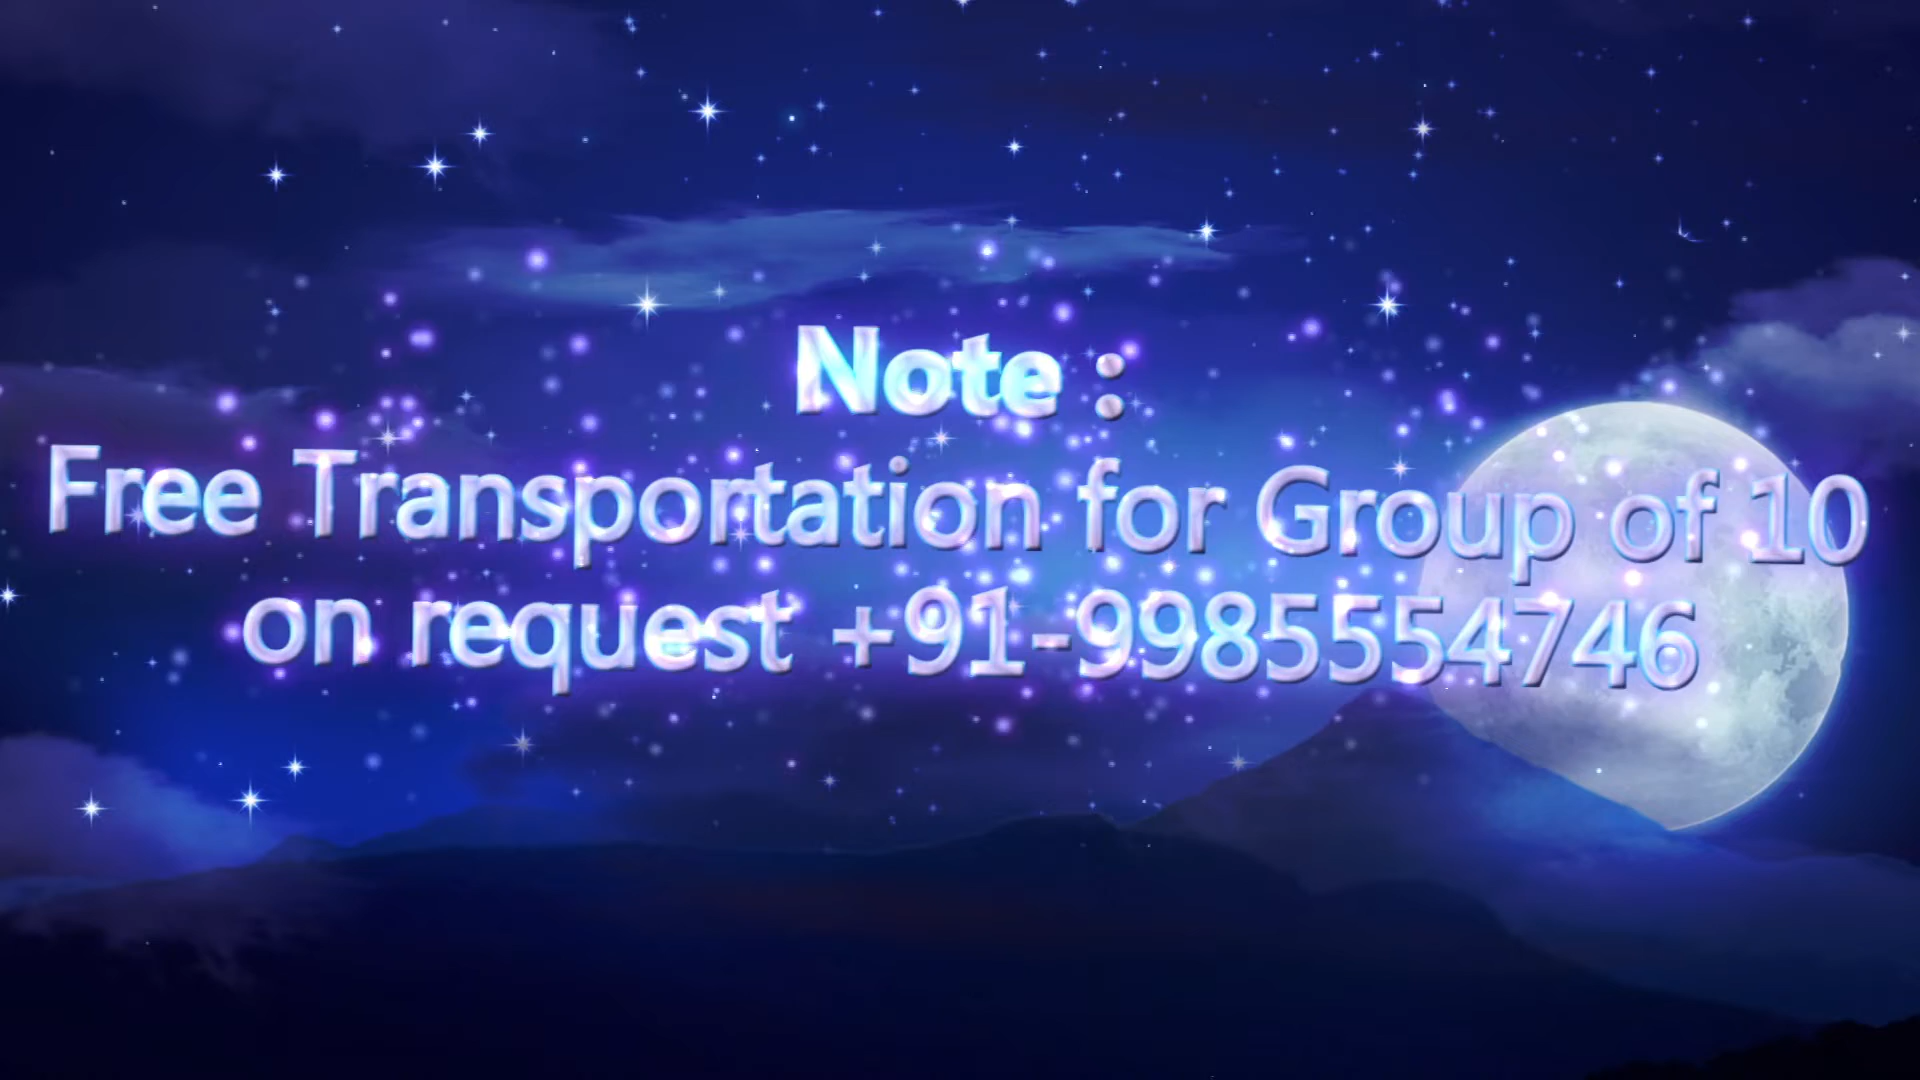 Note :
Free Transportation for Group of 10
on request +91-9985554746